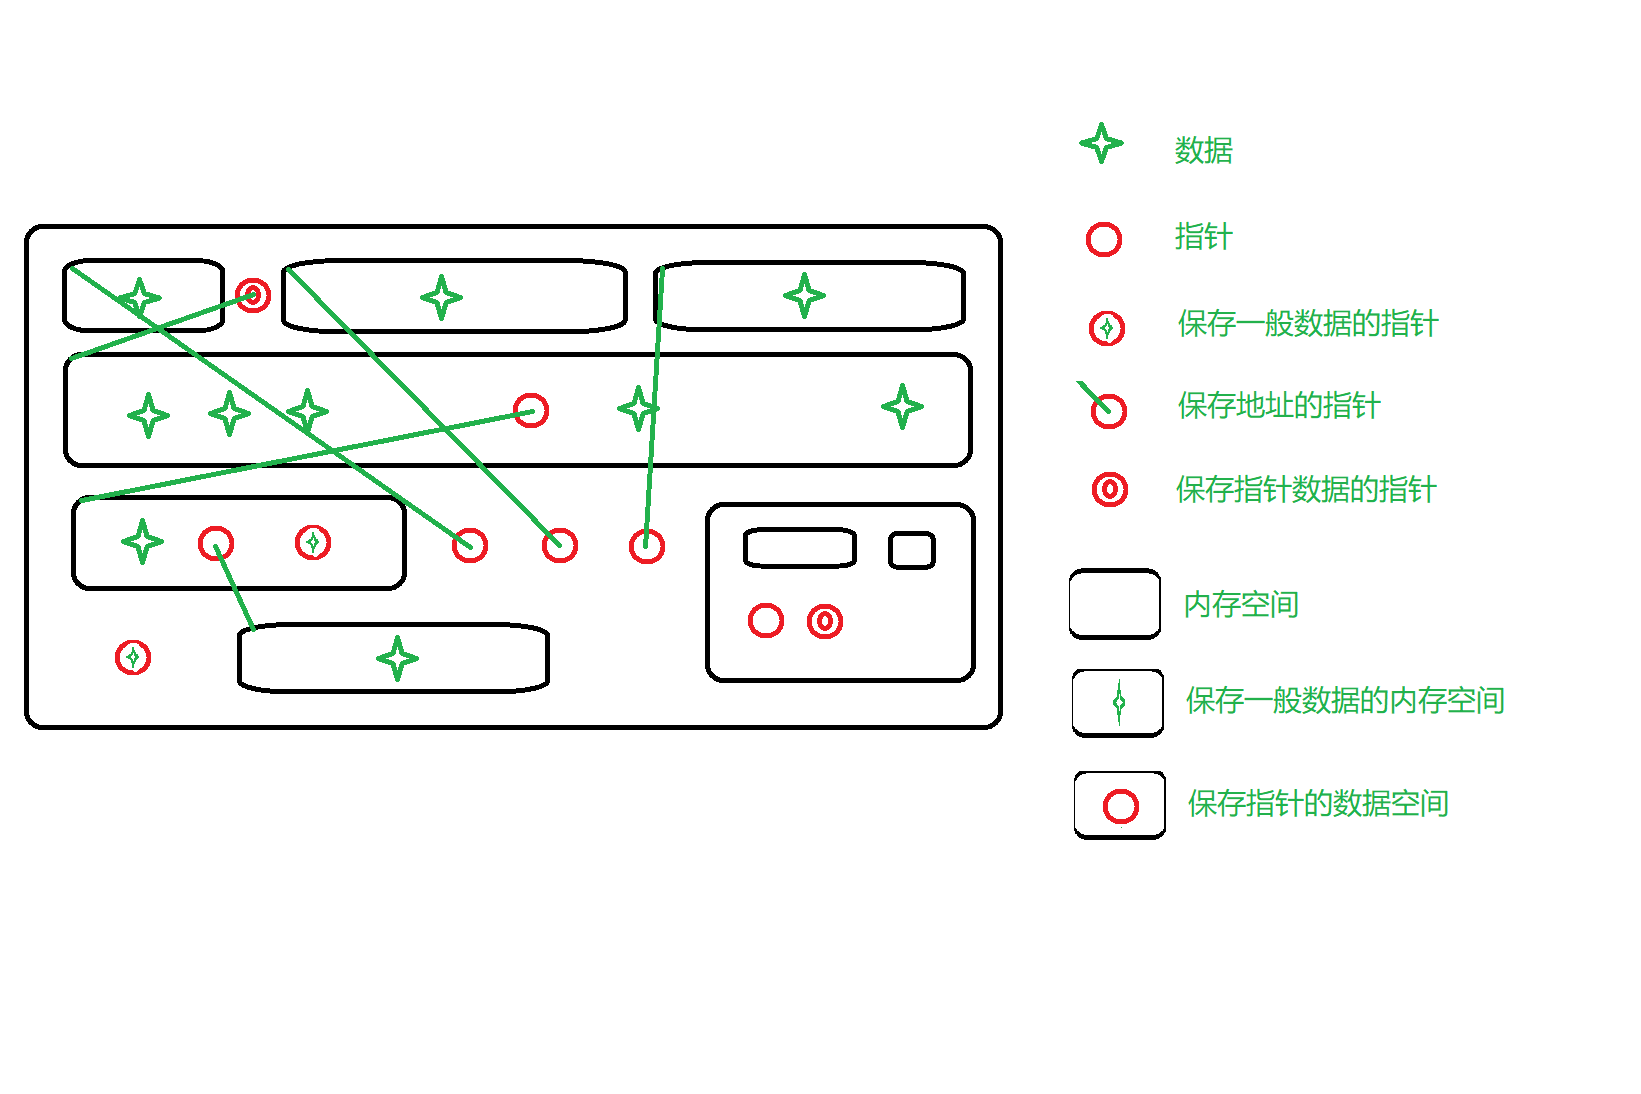 数据
指针
保存一般数据的指针
保存地址的指针
保存指针数据的指针
内存空间
保存一般数据的内存空间
保存指针的数据空间